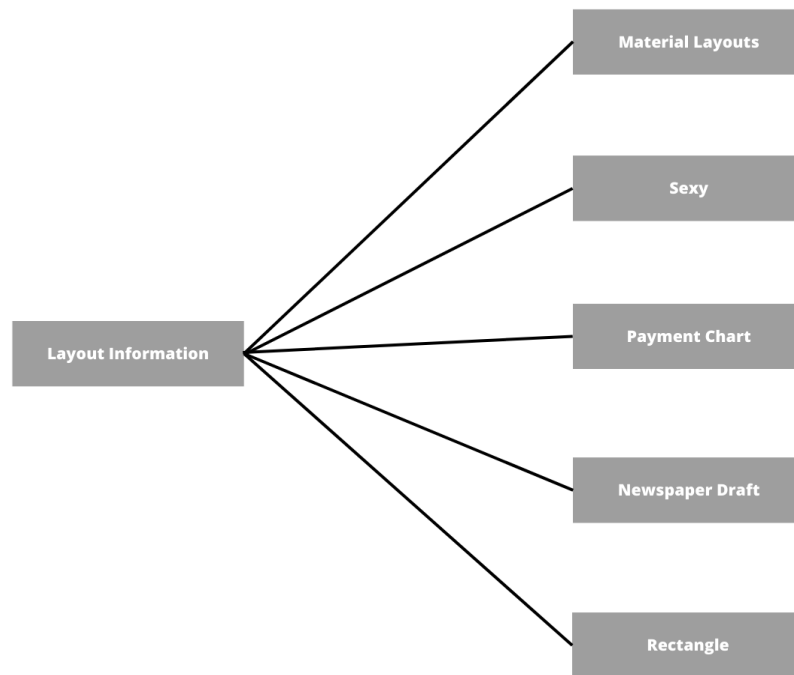 Material Layouts
Sexy
Layout Information
Payment Chart
Newspaper Draft
Rectangle